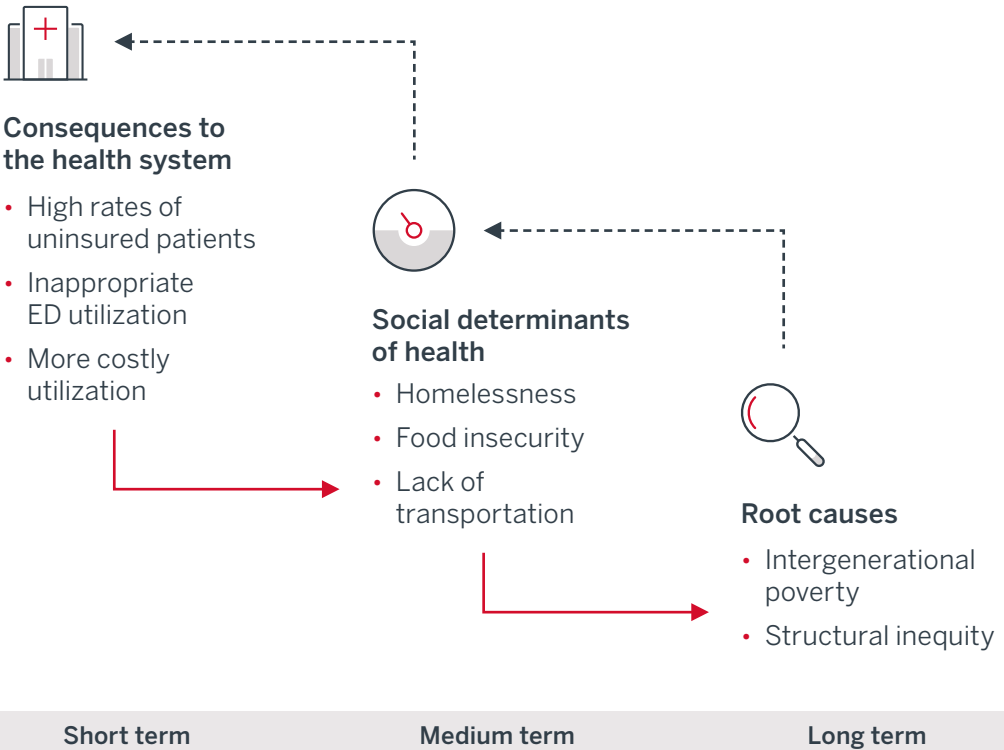 Consequences to
the health system
• High rates of
uninsured patients
• Inappropriate
ED utilization
• More costly
utilization
Social determinants
of health
• Homelessness
• Food insecurity
• Lack of
transportation
Root causes
• Intergenerational
poverty
• Structural inequity
Short term
Medium term
Long term